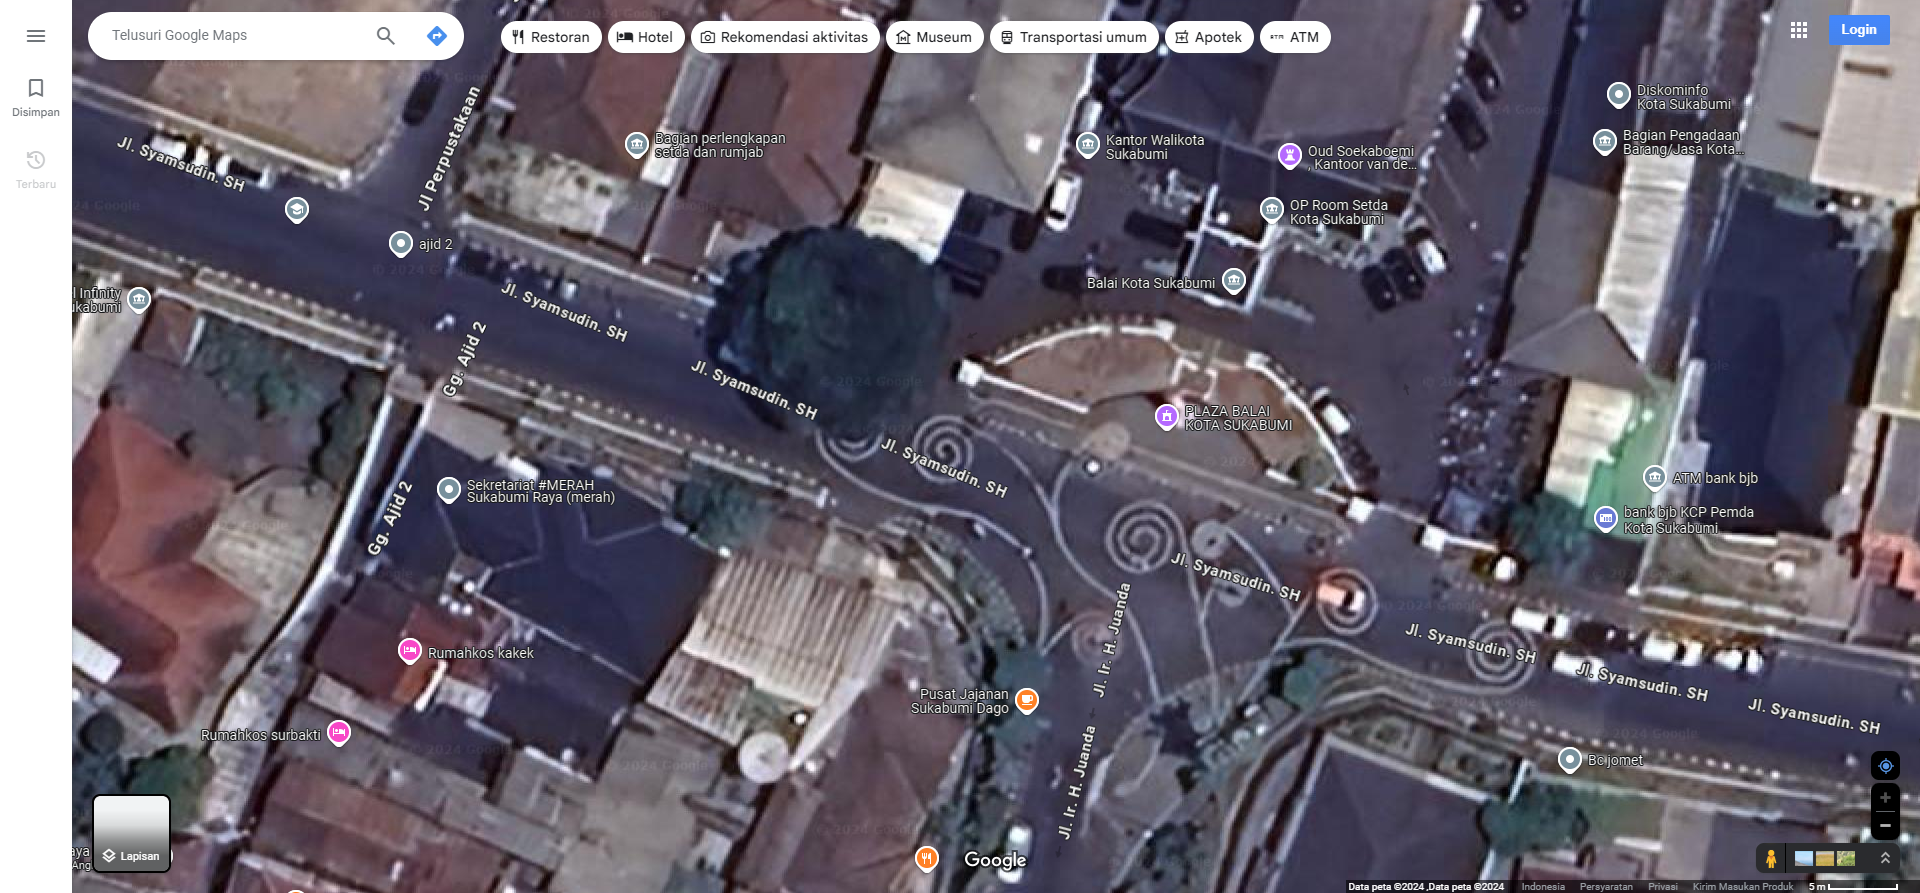 Telusuri Google Maps
Restoran
Hotel
Rekomendasi aktivitas
Museum
Transportasi umum
Apotek
ATM
Login
Disimpan
Terbaru
Jl. Syamsudin. SH
Jl Perpustakaan
Bagian perlengkapan
setda dan rumjab
Kantor Walikota
Sukabumi
Oud Soekaboemi
, Kantoor van de...
Diskominfo
Kota Sukabumi
Bagian Pengadaan
Barang/Jasa Kota...
OP Room Setda
Kota Sukabumi
ajid 2
Balai Kota Sukabumi
l Infinity
ukabumi
Jl. Syamsudin. SH
Gg. Ajid 2
Jl. Syamsudin. SH
PLAZA BALAI
KOTA SUKABUMI
Jl. Syamsudin. SH
Sekretariat #MERAH
Sukabumi Raya (merah)
Gg. Ajid 2
ATM bank bjb
bank bjb KCP Pemda
Kota Sukabumi
Jl. Syamsudin. SH
Jl. Ir. H. Juanda
Jl. Syamsudin. SH
Rumahkos kakek
Jl. Syamsudin. SH
Pusat Jajanan
Sukabumi Dago
Jl. Syamsudin. SH
Rumahkos surbakti
Jl. Ir. H. Juanda
Bc jomet
aya
Ang
Lapisan
Google
Data peta ©2024 ,Data peta ©2024
Indonesia
Persyaratan
Privasi
Kirim Masukan Produk
5 m